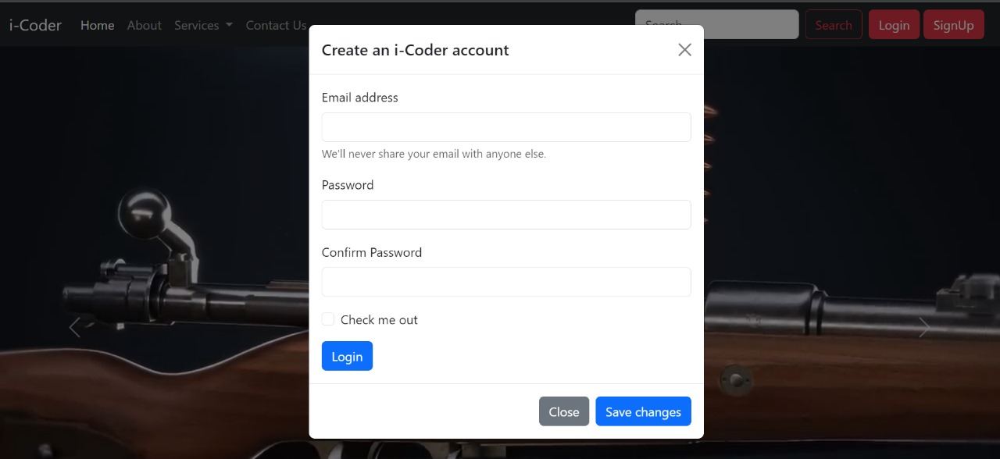 i-Coder Home About Services Contact Us Search Search Login SignUp
Create an i-Coder account
Email address
We'll never share your email with anyone else.
Password
Confirm Password
Check me out
Login
Close Save changes